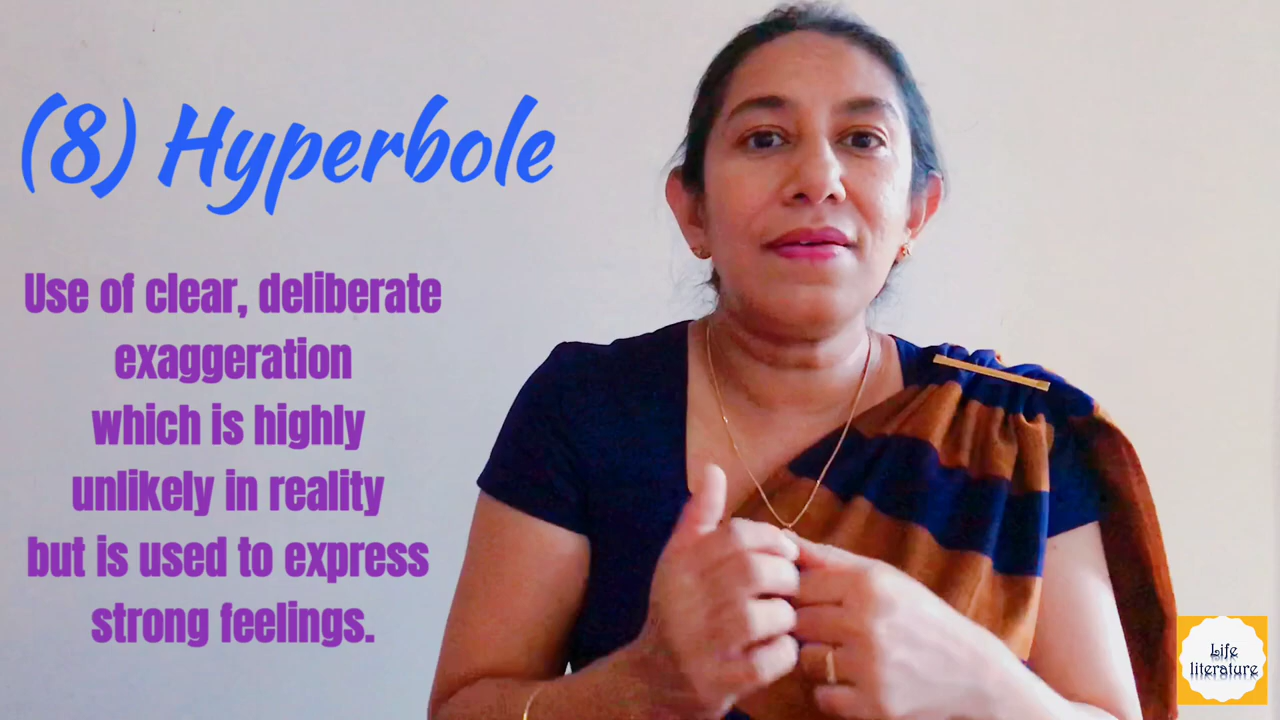 (8) Hyperbole
Use of clear, deliberate
exaggeration
which is highly
unlikely in reality
but is used to express
strong feelings.
Life
literature